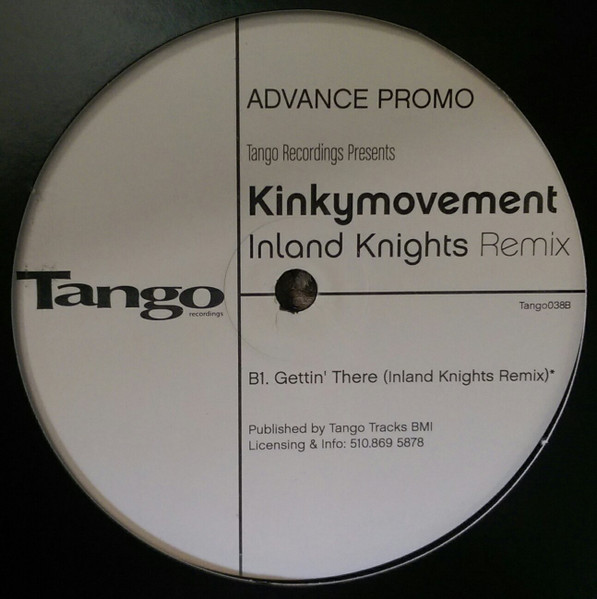 ADVANCE PROMO
Tango Recordings Presents
Kinkymovement
Inland Knights Remix
Tango
recordings
Tango038B
B1. Gettin' There (Inland Knights Remix)*
Published by Tango Tracks BMI
Licensing & Info: 510.869 5878